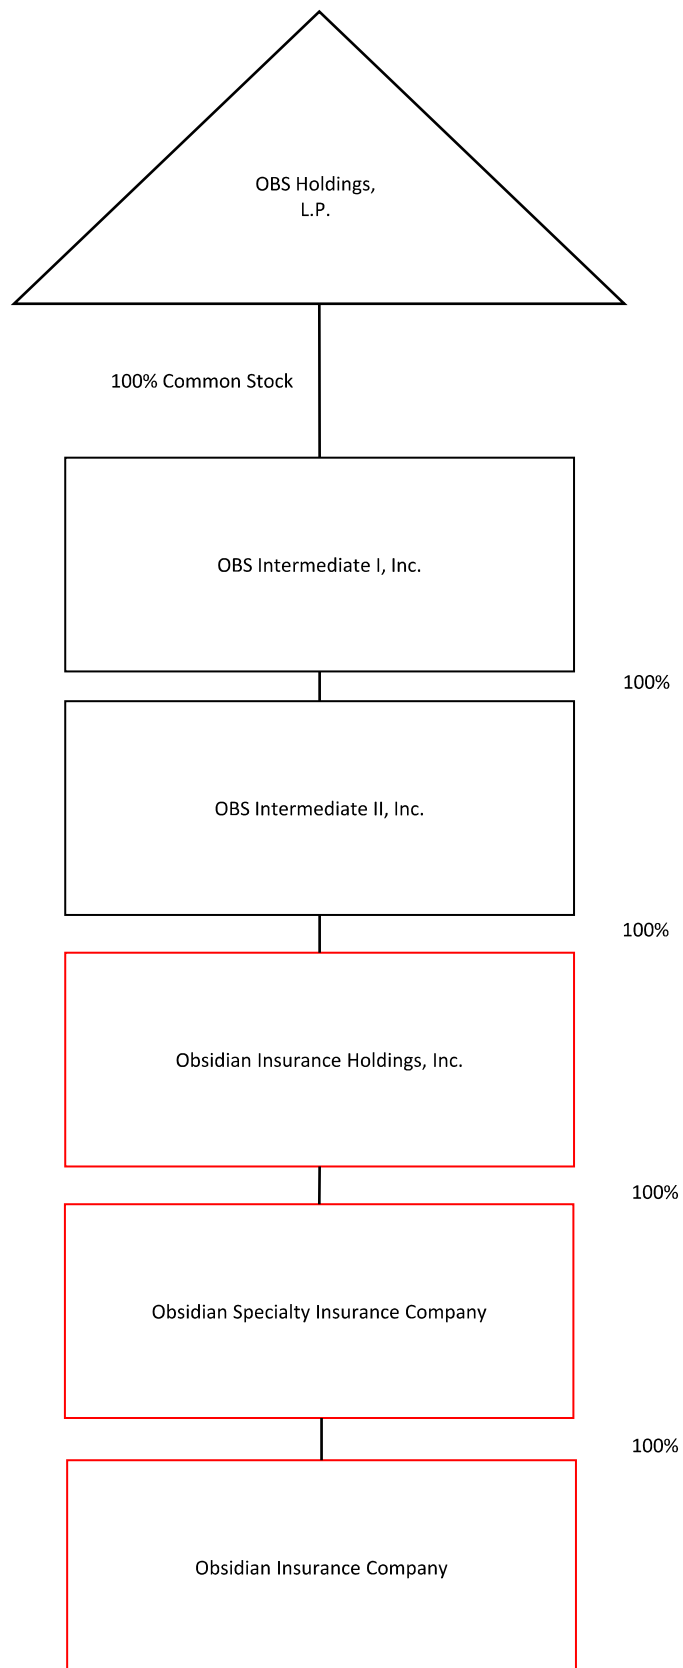 OBS Holdings,
L.P.
100% Common Stock
OBS Intermediate I, Inc.
100%
OBS Intermediate II, Inc.
100%
Obsidian Insurance Holdings, Inc.
100%
Obsidian Specialty Insurance Company
100%
Obsidian Insurance Company